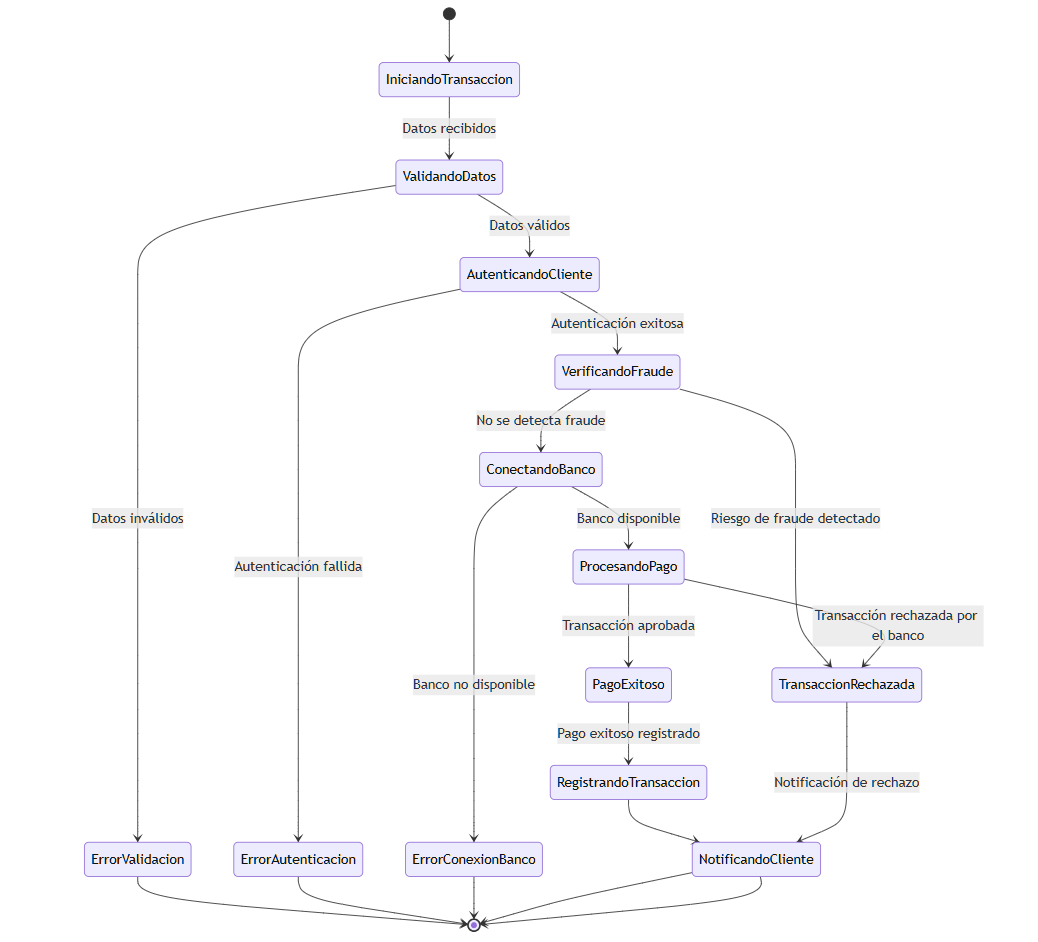 IniciandoTransaccion
Datos recibidos
ValidandoDatos
Datos válidos
AutenticandoCliente
Autenticación exitosa
VerificandoFraude
No se detecta fraude
ConectandoBanco
Datos inválidos
Banco disponible
Riesgo de fraude detectado
Autenticación fallida
ProcesandoPago
Transacción aprobada
Transacción rechazada por
el banco
Banco no disponible
PagoExitoso
TransaccionRechazada
Pago exitoso registrado
RegistrandoTransaccion
Notificación de rechazo
ErrorValidacion
ErrorAutenticacion
ErrorConexionBanco
NotificandoCliente